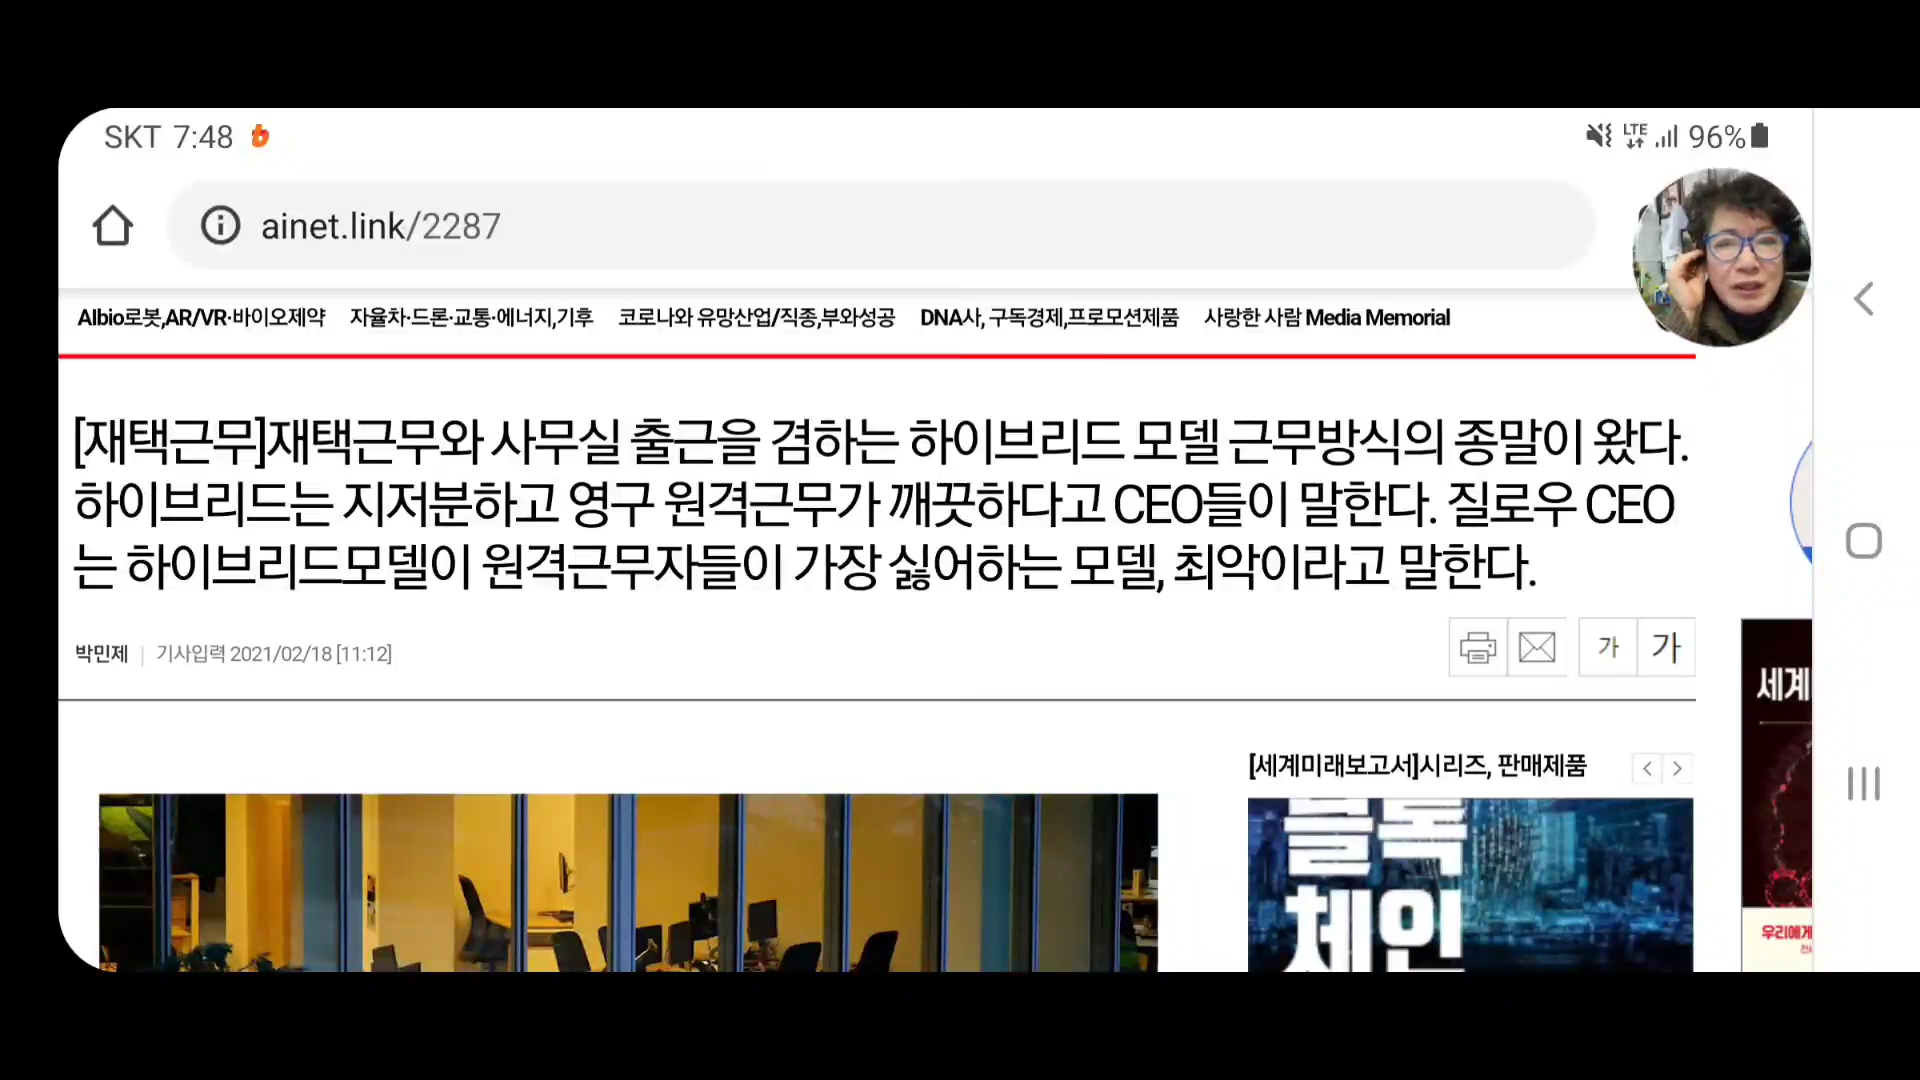 SKT 7:48
LTE 96%
ainet.link/2287
AIbio로봇,AR/VR·바이오제약 자율차·드론·교통·에너지,기후 코로나와 유망산업/직종,부와성공 DNA사, 구독경제,프로모션제품 사랑한 사람 Media Memorial
[재택근무]재택근무와 사무실 출근을 겸하는 하이브리드 모델 근무방식의 종말이 왔다.
하이브리드는 지저분하고 영구 원격근무가 깨끗하다고 CEO들이 말한다. 질로우 CEO
는 하이브리드모델이 원격근무자들이 가장 싫어하는 모델, 최악이라고 말한다.
박민제 | 기사입력 2021/02/18 [11:12]
가 가
세계
[세계미래보고서]시리즈, 판매제품
블록
체인
우리에게